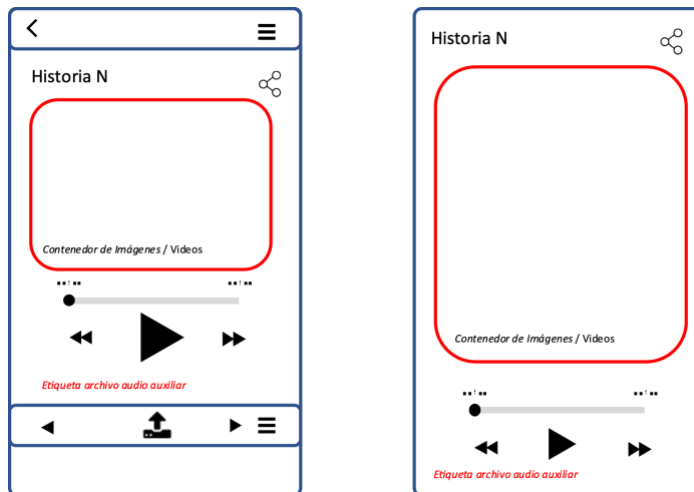 Historia N
Contenedor de Imágenes / Videos
Etiqueta archivo audio auxiliar
Historia N
Contenedor de Imágenes / Videos
Etiqueta archivo audio auxiliar